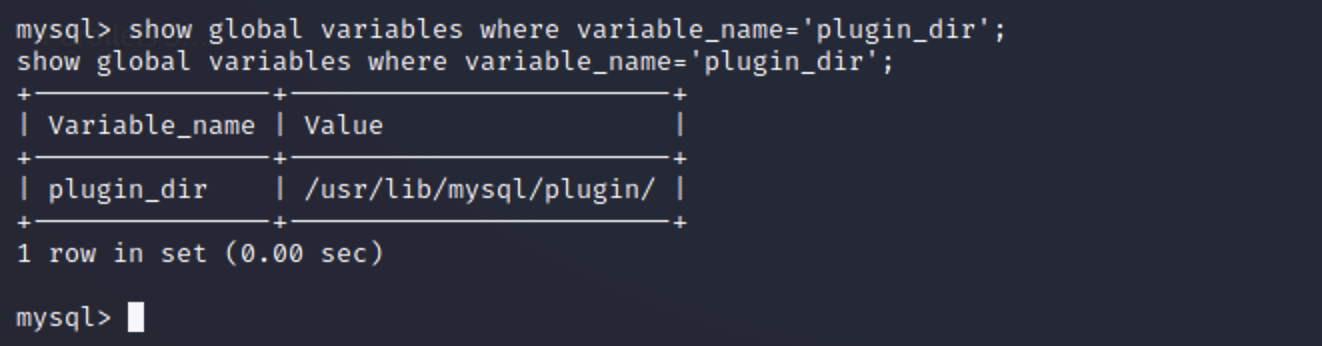 mysql> show global variables where variable_name='plugin_dir';
show global variables where variable_name='plugin_dir';
+---------------+------------------------+
| Variable_name | Value                  |
+---------------+------------------------+
| plugin_dir    | /usr/lib/mysql/plugin/ |
+---------------+------------------------+
1 row in set (0.00 sec)
mysql>